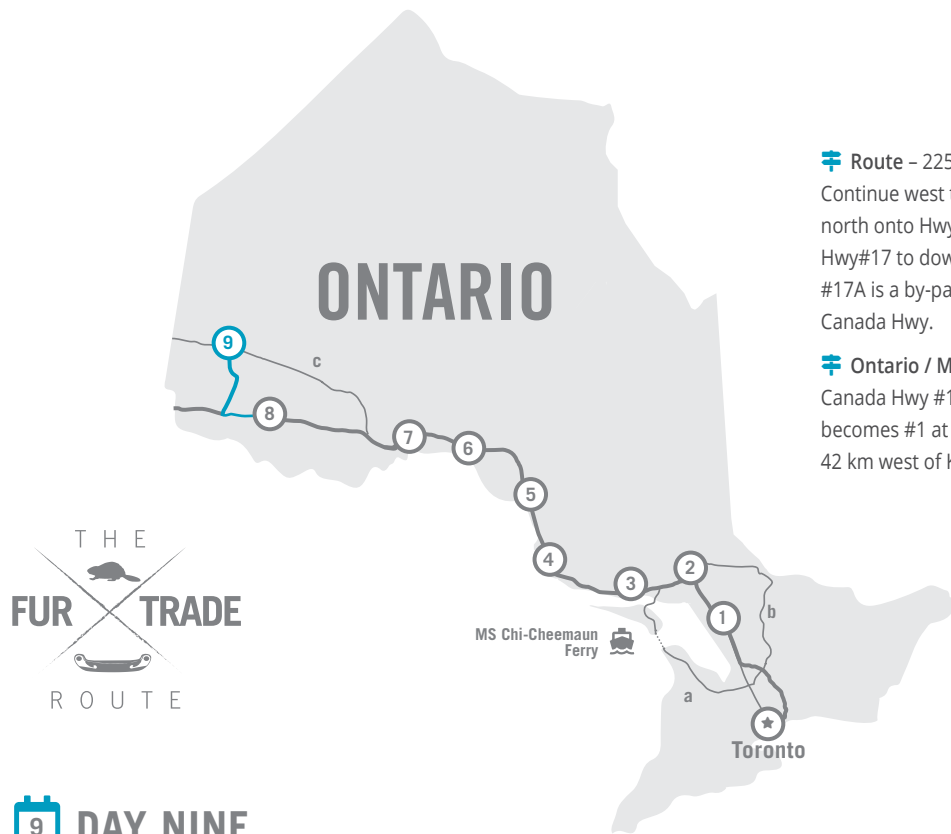 Route – 225
Continue west t
north onto Hwy
Hwy#17 to dow
#17A is a by-pa
Canada Hwy.
Ontario / M
Canada Hwy #1
becomes #1 at
42 km west of K
ONTARIO
9
c
8
7
6
5
4
3
2
1
b
a
MS Chi-Cheemaun
Ferry
Toronto
THE
FUR TRADE
ROUTE
9 DAY NINE